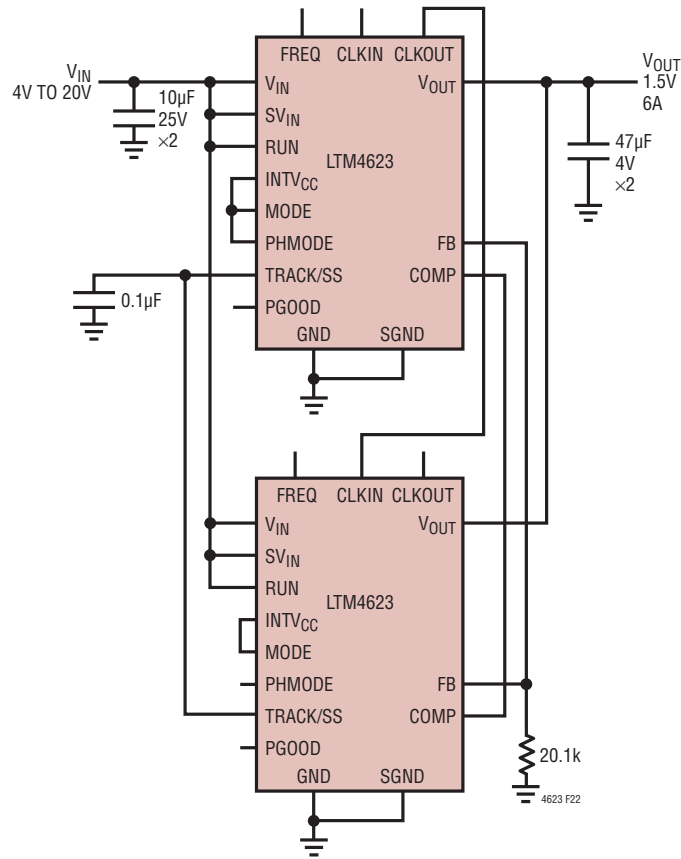 FREQ CLKIN CLKOUT
VIN
4V TO 20V
10µF
25V
×2
VIN
SVIN
RUN
INTVCC
MODE
PHMODE
TRACK/SS
PGOOD
LTM4623
VOUT
FB
COMP
GND SGND
VOUT
1.5V
6A
47µF
4V
×2
0.1µF
FREQ CLKIN CLKOUT
VIN
SVIN
RUN
INTVCC
MODE
PHMODE
TRACK/SS
PGOOD
LTM4623
VOUT
FB
COMP
GND SGND
20.1k
4623 F22